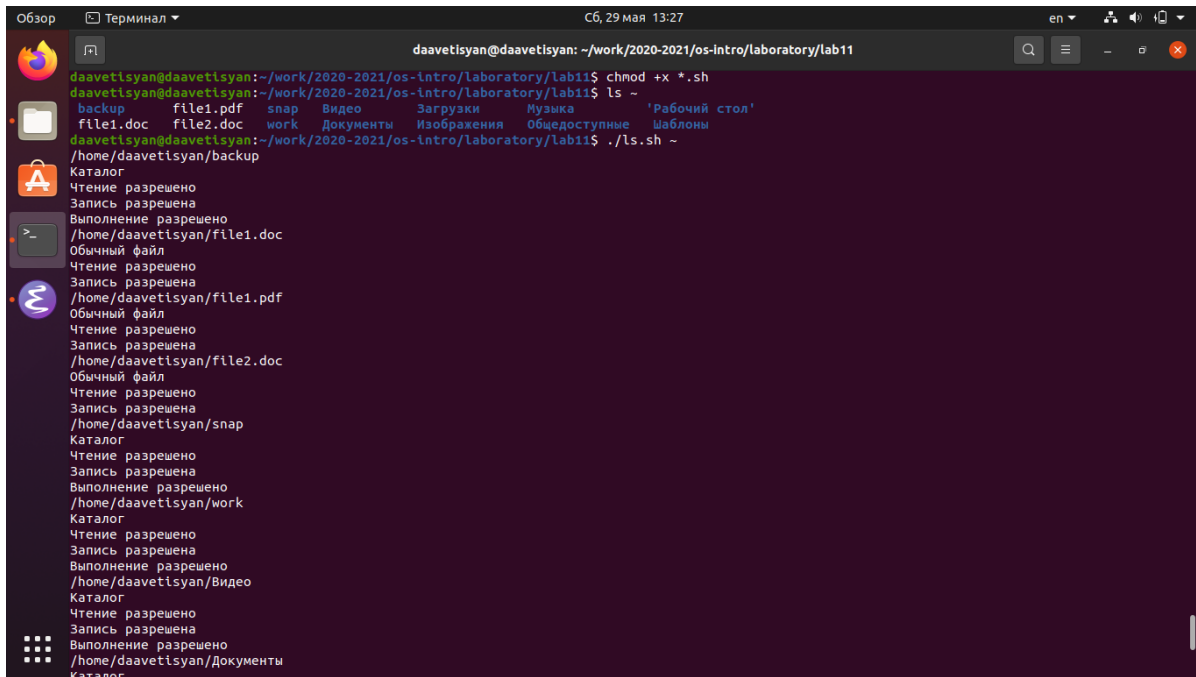 Обзор Терминал Сб, 29 мая 13:27 en
daavetisyan@daavetisyan: ~/work/2020-2021/os-intro/laboratory/lab11
daavetisyan@daavetisyan:~/work/2020-2021/os-intro/laboratory/lab11$ chmod +x *.sh
daavetisyan@daavetisyan:~/work/2020-2021/os-intro/laboratory/lab11$ ls ~
backup file1.pdf snap Видео Загрузки Музыка 'Рабочий стол'
file1.doc file2.doc work Документы Изображения Общедоступные Шаблоны
daavetisyan@daavetisyan:~/work/2020-2021/os-intro/laboratory/lab11$ ./ls.sh ~
/home/daavetisyan/backup
Каталог
Чтение разрешено
Запись разрешена
Выполнение разрешено
/home/daavetisyan/file1.doc
Обычный файл
Чтение разрешено
Запись разрешена
/home/daavetisyan/file1.pdf
Обычный файл
Чтение разрешено
Запись разрешена
/home/daavetisyan/file2.doc
Обычный файл
Чтение разрешено
Запись разрешена
/home/daavetisyan/snap
Каталог
Чтение разрешено
Запись разрешена
Выполнение разрешено
/home/daavetisyan/work
Каталог
Чтение разрешено
Запись разрешена
Выполнение разрешено
/home/daavetisyan/Видео
Каталог
Чтение разрешено
Запись разрешена
Выполнение разрешено
/home/daavetisyan/Документы
Каталог